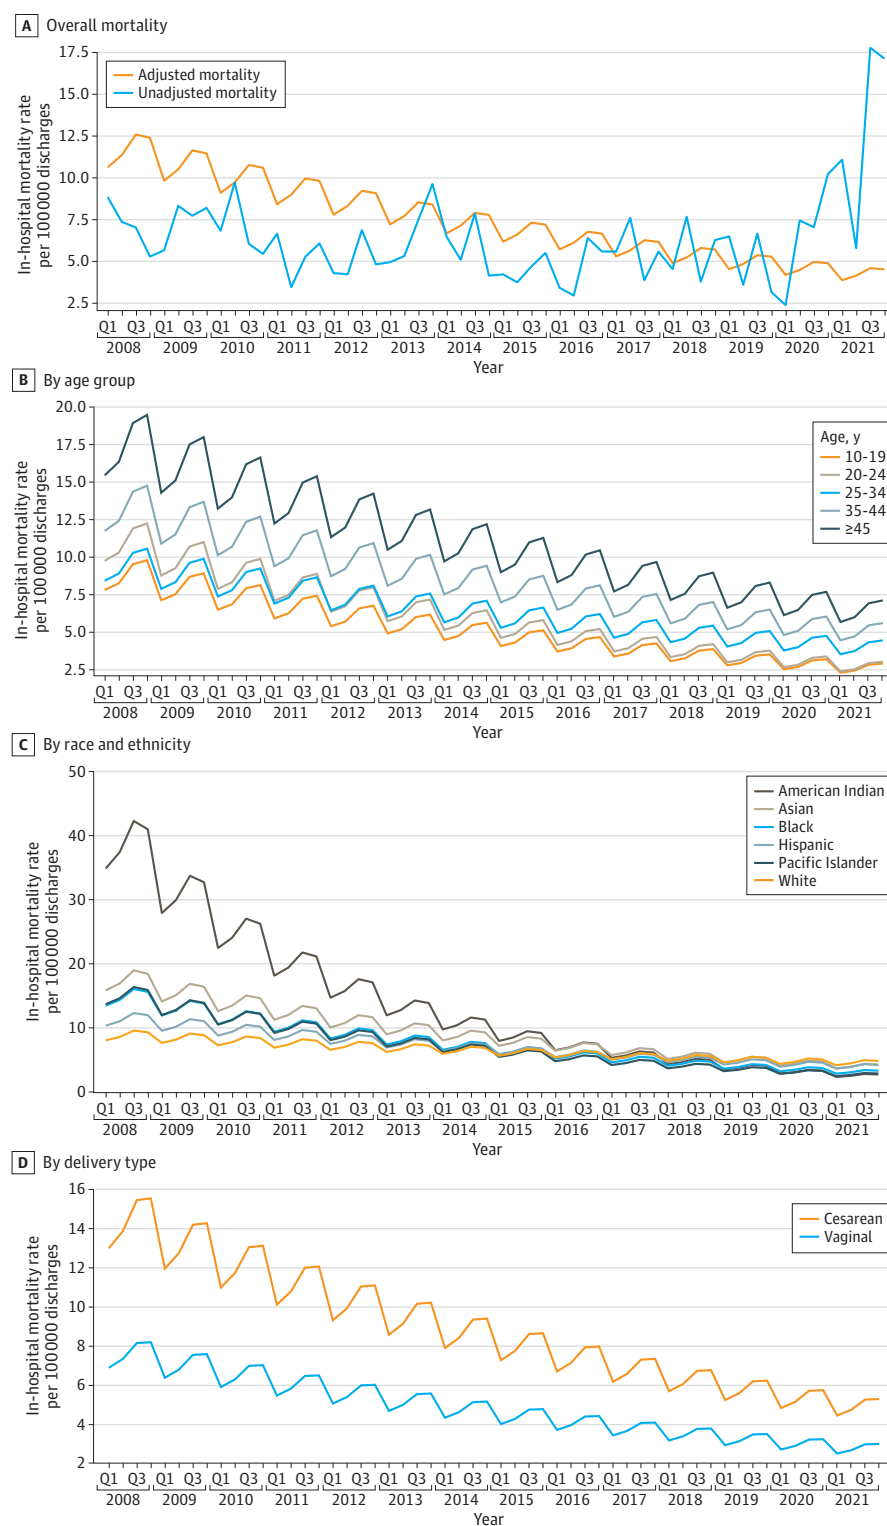 A Overall mortality
In-hospital mortality rate
per 100 000 discharges
17.5
15.0
12.5
10.0
7.5
5.0
2.5
Adjusted mortality
Unadjusted mortality
Q1 Q3 Q1 Q3 Q1 Q3 Q1 Q3 Q1 Q3 Q1 Q3 Q1 Q3 Q1 Q3 Q1 Q3 Q1 Q3 Q1 Q3 Q1 Q3 Q1 Q3 Q1 Q3
2008 2009 2010 2011 2012 2013 2014 2015 2016 2017 2018 2019 2020 2021
Year
B By age group
In-hospital mortality rate
per 100 000 discharges
20.0
17.5
15.0
12.5
10.0
7.5
5.0
2.5
Age, y
10-19
20-24
25-34
35-44
≥45
Q1 Q3 Q1 Q3 Q1 Q3 Q1 Q3 Q1 Q3 Q1 Q3 Q1 Q3 Q1 Q3 Q1 Q3 Q1 Q3 Q1 Q3 Q1 Q3 Q1 Q3 Q1 Q3
2008 2009 2010 2011 2012 2013 2014 2015 2016 2017 2018 2019 2020 2021
Year
C By race and ethnicity
In-hospital mortality rate
per 100 000 discharges
50
40
30
20
10
0
American Indian
Asian
Black
Hispanic
Pacific Islander
White
Q1 Q3 Q1 Q3 Q1 Q3 Q1 Q3 Q1 Q3 Q1 Q3 Q1 Q3 Q1 Q3 Q1 Q3 Q1 Q3 Q1 Q3 Q1 Q3 Q1 Q3 Q1 Q3
2008 2009 2010 2011 2012 2013 2014 2015 2016 2017 2018 2019 2020 2021
Year
D By delivery type
In-hospital mortality rate
per 100 000 discharges
16
14
12
10
8
6
4
2
Cesarean
Vaginal
Q1 Q3 Q1 Q3 Q1 Q3 Q1 Q3 Q1 Q3 Q1 Q3 Q1 Q3 Q1 Q3 Q1 Q3 Q1 Q3 Q1 Q3 Q1 Q3 Q1 Q3 Q1 Q3
2008 2009 2010 2011 2012 2013 2014 2015 2016 2017 2018 2019 2020 2021
Year